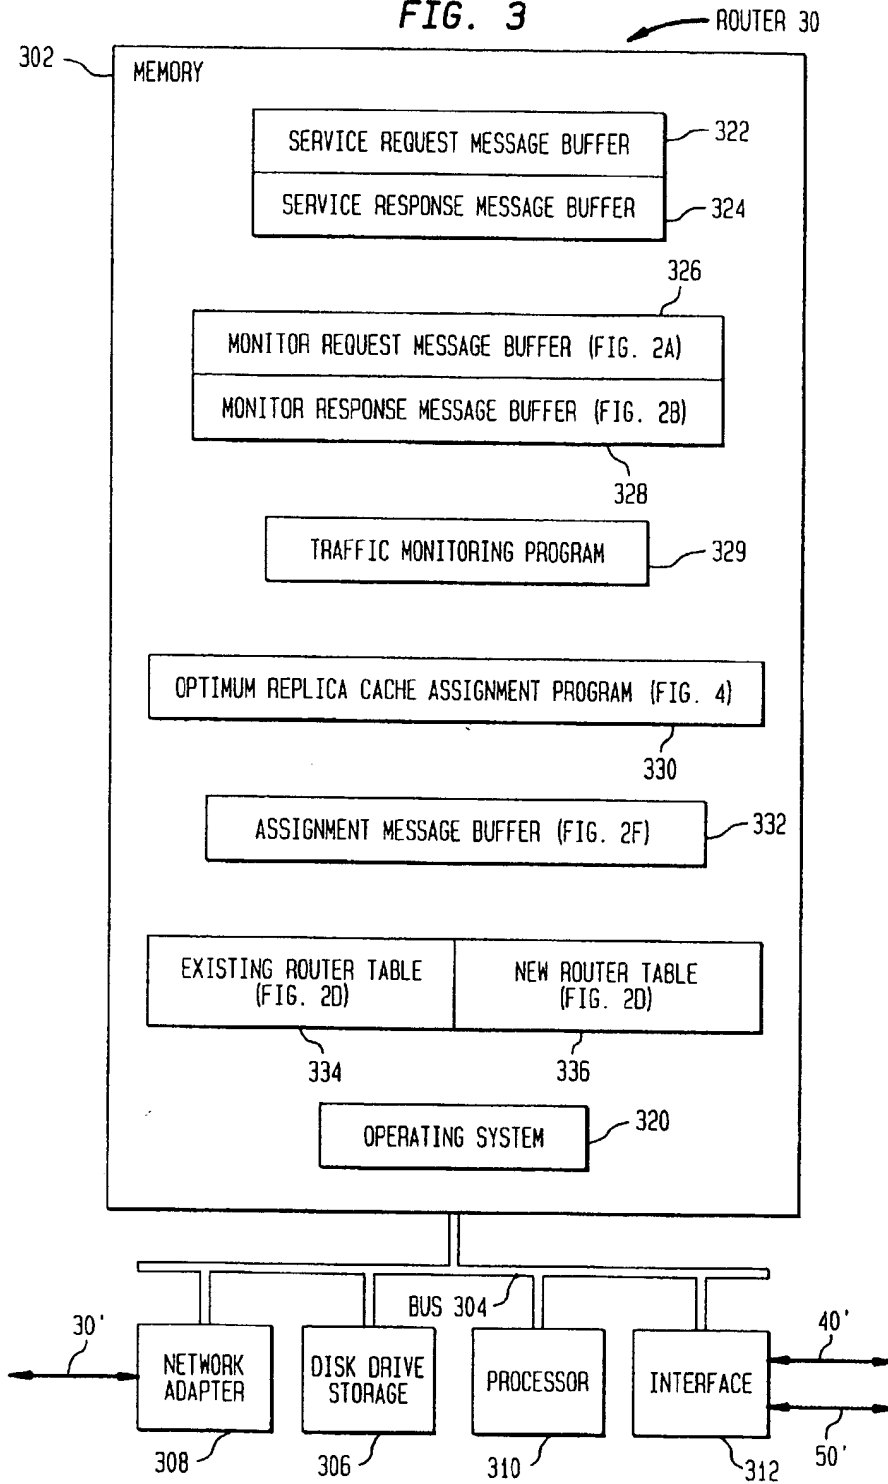 FIG. 3
ROUTER 30
302
MEMORY
SERVICE REQUEST MESSAGE BUFFER
322
SERVICE RESPONSE MESSAGE BUFFER
324
326
MONITOR REQUEST MESSAGE BUFFER (FIG. 2A)
MONITOR RESPONSE MESSAGE BUFFER (FIG. 2B)
328
TRAFFIC MONITORING PROGRAM
329
OPTIMUM REPLICA CACHE ASSIGNMENT PROGRAM (FIG. 4)
330
ASSIGNMENT MESSAGE BUFFER (FIG. 2F)
332
EXISTING ROUTER TABLE
(FIG. 2D)
NEW ROUTER TABLE
(FIG. 2D)
334
336
OPERATING SYSTEM
320
BUS 304
30'
NETWORK
ADAPTER
DISK DRIVE
STORAGE
PROCESSOR
INTERFACE
40'
50'
308
306
310
312